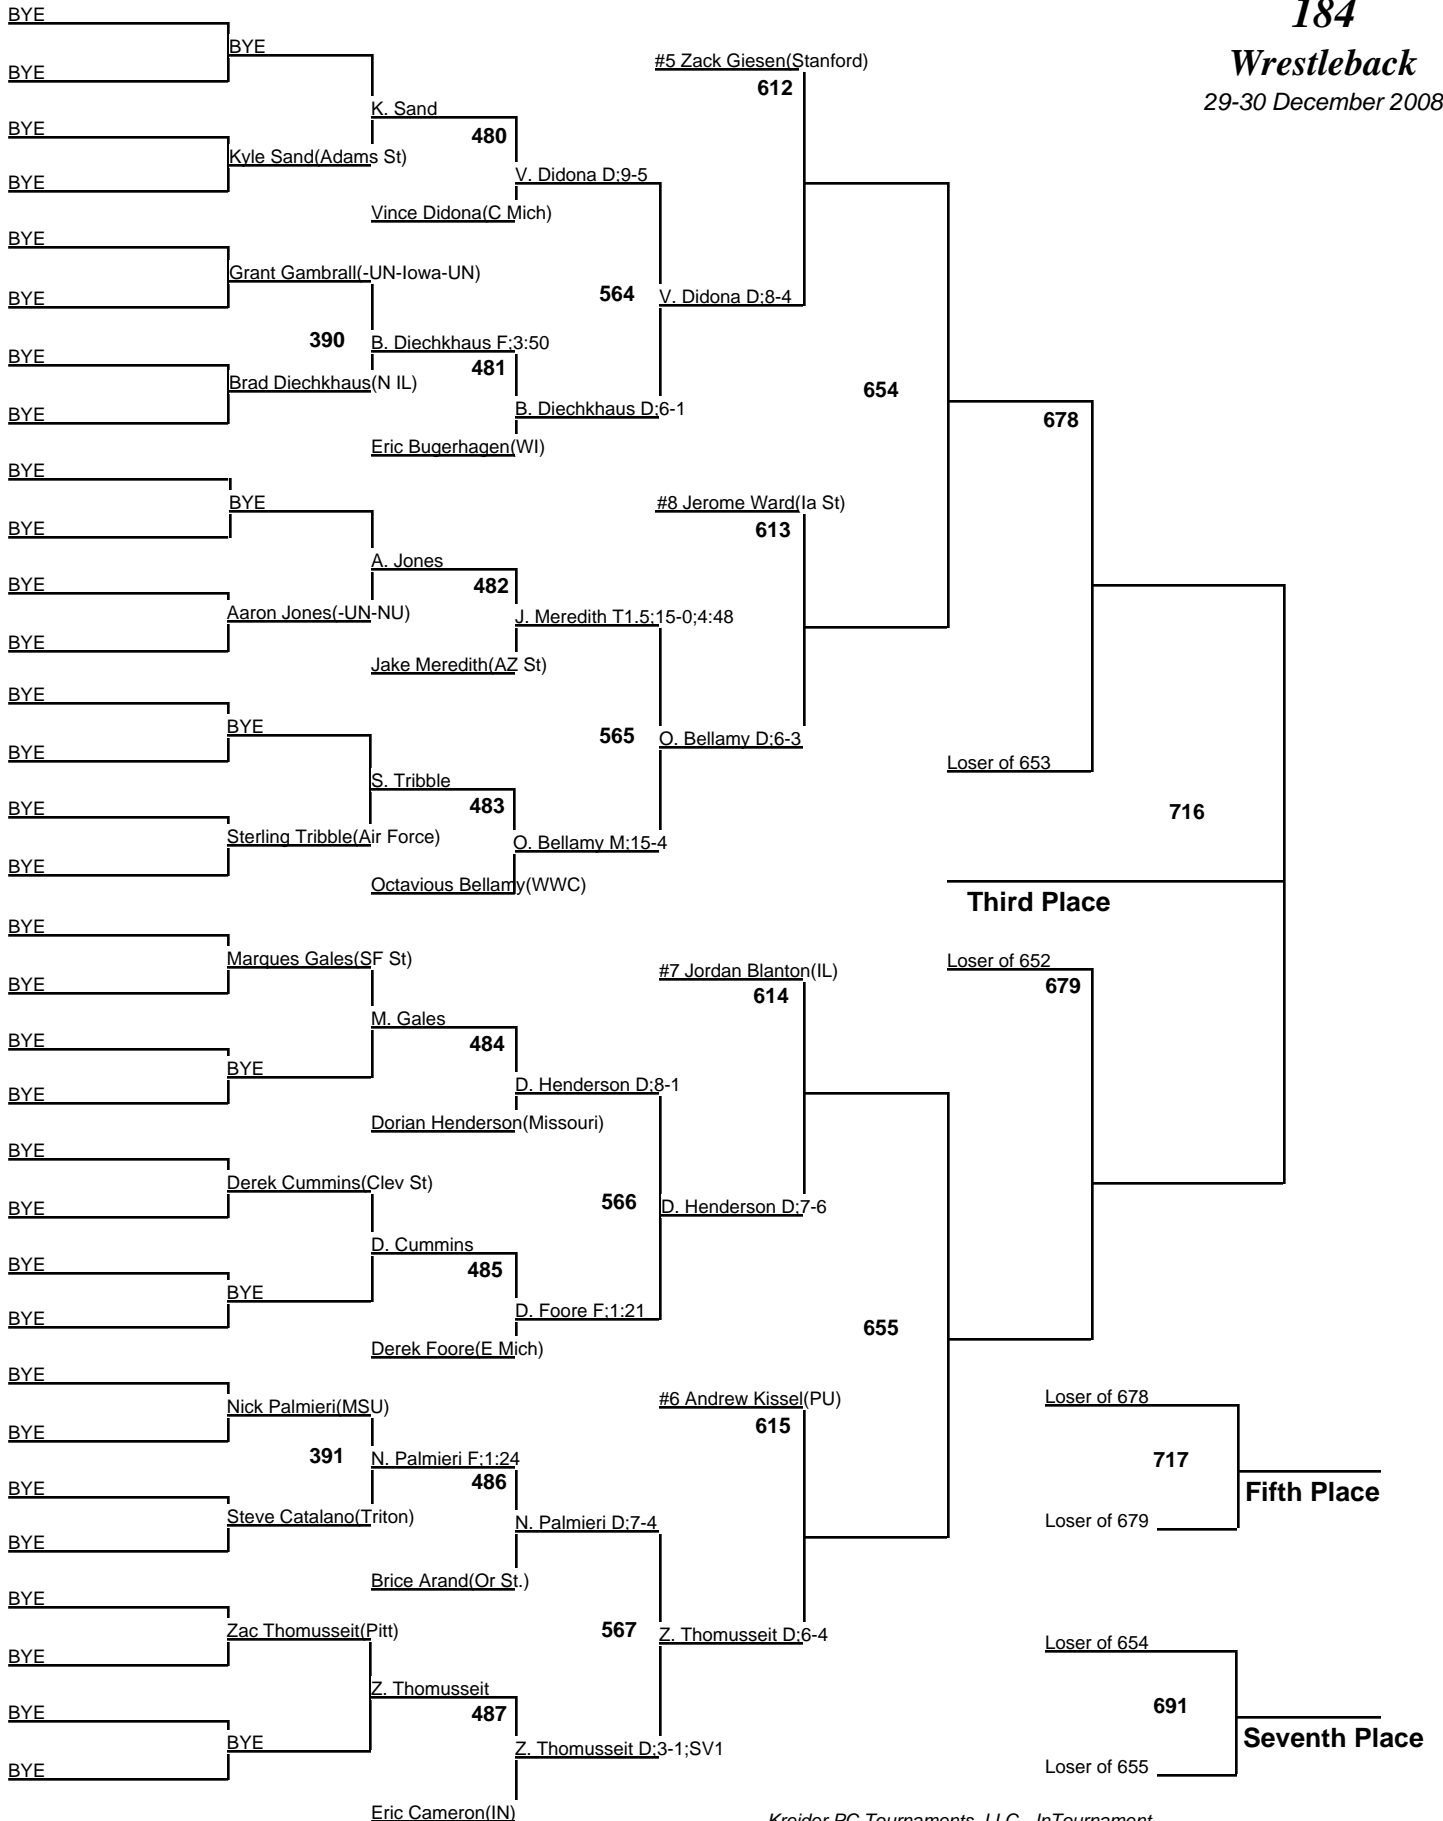 184
Wrestleback
29-30 December 2008
BYE
BYE
BYE
#5 Zack Giesen(Stanford)
BYE
612
K. Sand
BYE
480
Kyle Sand(Adams St)
V. Didona D;9-5
BYE
Vince Didona(C Mich)
BYE
Grant Gambrall(-UN-Iowa-UN)
564
V. Didona D;8-4
BYE
390
B. Diechkhaus F;3:50
BYE
481
Brad Diechkhaus(N IL)
654
B. Diechkhaus D;6-1
BYE
678
Eric Bugerhagen(WI)
BYE
BYE
#8 Jerome Ward(Ia St)
BYE
613
A. Jones
BYE
482
Aaron Jones(-UN-NU)
J. Meredith T1.5;15-0;4:48
BYE
Jake Meredith(AZ St)
BYE
BYE
565
O. Bellamy D;6-3
BYE
Loser of 653
S. Tribble
BYE
483
716
Sterling Tribble(Air Force)
O. Bellamy M;15-4
BYE
Octavious Bellamy(WWC)
Third Place
BYE
Marques Gales(SF St)
Loser of 652
BYE
#7 Jordan Blanton(IL)
679
614
M. Gales
BYE
484
BYE
D. Henderson D;8-1
BYE
Dorian Henderson(Missouri)
BYE
Derek Cummins(Clev St)
566
D. Henderson D;7-6
BYE
D. Cummins
BYE
485
BYE
D. Foore F;1:21
BYE
655
Derek Foore(E Mich)
BYE
Nick Palmieri(MSU)
#6 Andrew Kissel(PU)
Loser of 678
BYE
615
391
N. Palmieri F;1:24
717
BYE
486
Fifth Place
Steve Catalano(Triton)
N. Palmieri D;7-4
Loser of 679
BYE
Brice Arand(Or St.)
BYE
Zac Thomusseit(Pitt)
567
Z. Thomusseit D;6-4
Loser of 654
BYE
Z. Thomusseit
BYE
487
691
BYE
Z. Thomusseit D;3-1;SV1
Seventh Place
BYE
Loser of 655
Eric Cameron(IN)
Kreider PC Tournaments, LLC - InTournament